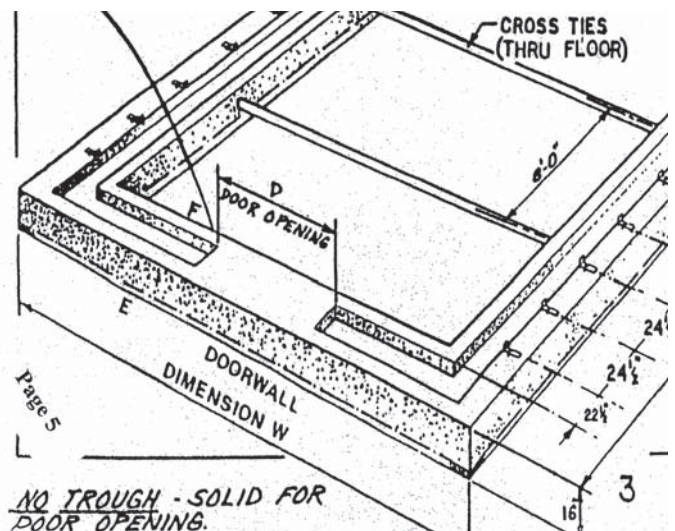 CROSS TIES
(THRU FLOOR)
8'.0"
D
DOOR OPENING
F
E
DOORWALL
DIMENSION W
24½"
22½
16
3
Page 5
NO TROUGH - SOLID FOR
DOOR OPENING.